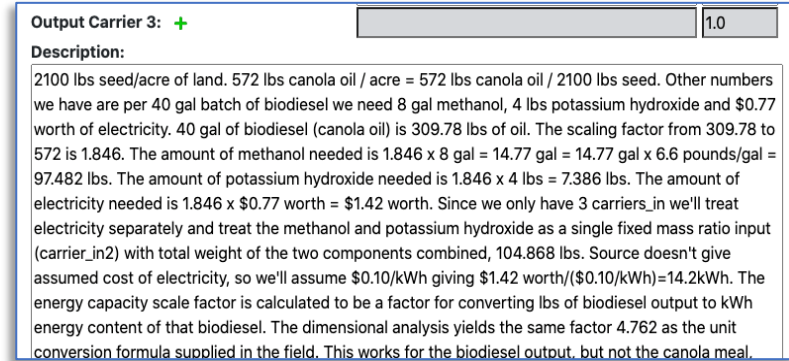 Output Carrier 3: +
1.0
Description:
2100 lbs seed/acre of land. 572 lbs canola oil / acre = 572 lbs canola oil / 2100 lbs seed. Other numbers
we have are per 40 gal batch of biodiesel we need 8 gal methanol, 4 lbs potassium hydroxide and $0.77
worth of electricity. 40 gal of biodiesel (canola oil) is 309.78 lbs of oil. The scaling factor from 309.78 to
572 is 1.846. The amount of methanol needed is 1.846 x 8 gal = 14.77 gal = 14.77 gal x 6.6 pounds/gal =
97.482 lbs. The amount of potassium hydroxide needed is 1.846 x 4 lbs = 7.386 lbs. The amount of
electricity needed is 1.846 x $0.77 worth = $1.42 worth. Since we only have 3 carriers_in we'll treat
electricity separately and treat the methanol and potassium hydroxide as a single fixed mass ratio input
(carrier_in2) with total weight of the two components combined, 104.868 lbs. Source doesn't give
assumed cost of electricity, so we'll assume $0.10/kWh giving $1.42 worth/($0.10/kWh)=14.2kWh. The
energy capacity scale factor is calculated to be a factor for converting lbs of biodiesel output to kWh
energy content of that biodiesel. The dimensional analysis yields the same factor 4.762 as the unit
conversion formula supplied in the field. This works for the biodiesel output, but not the canola meal,